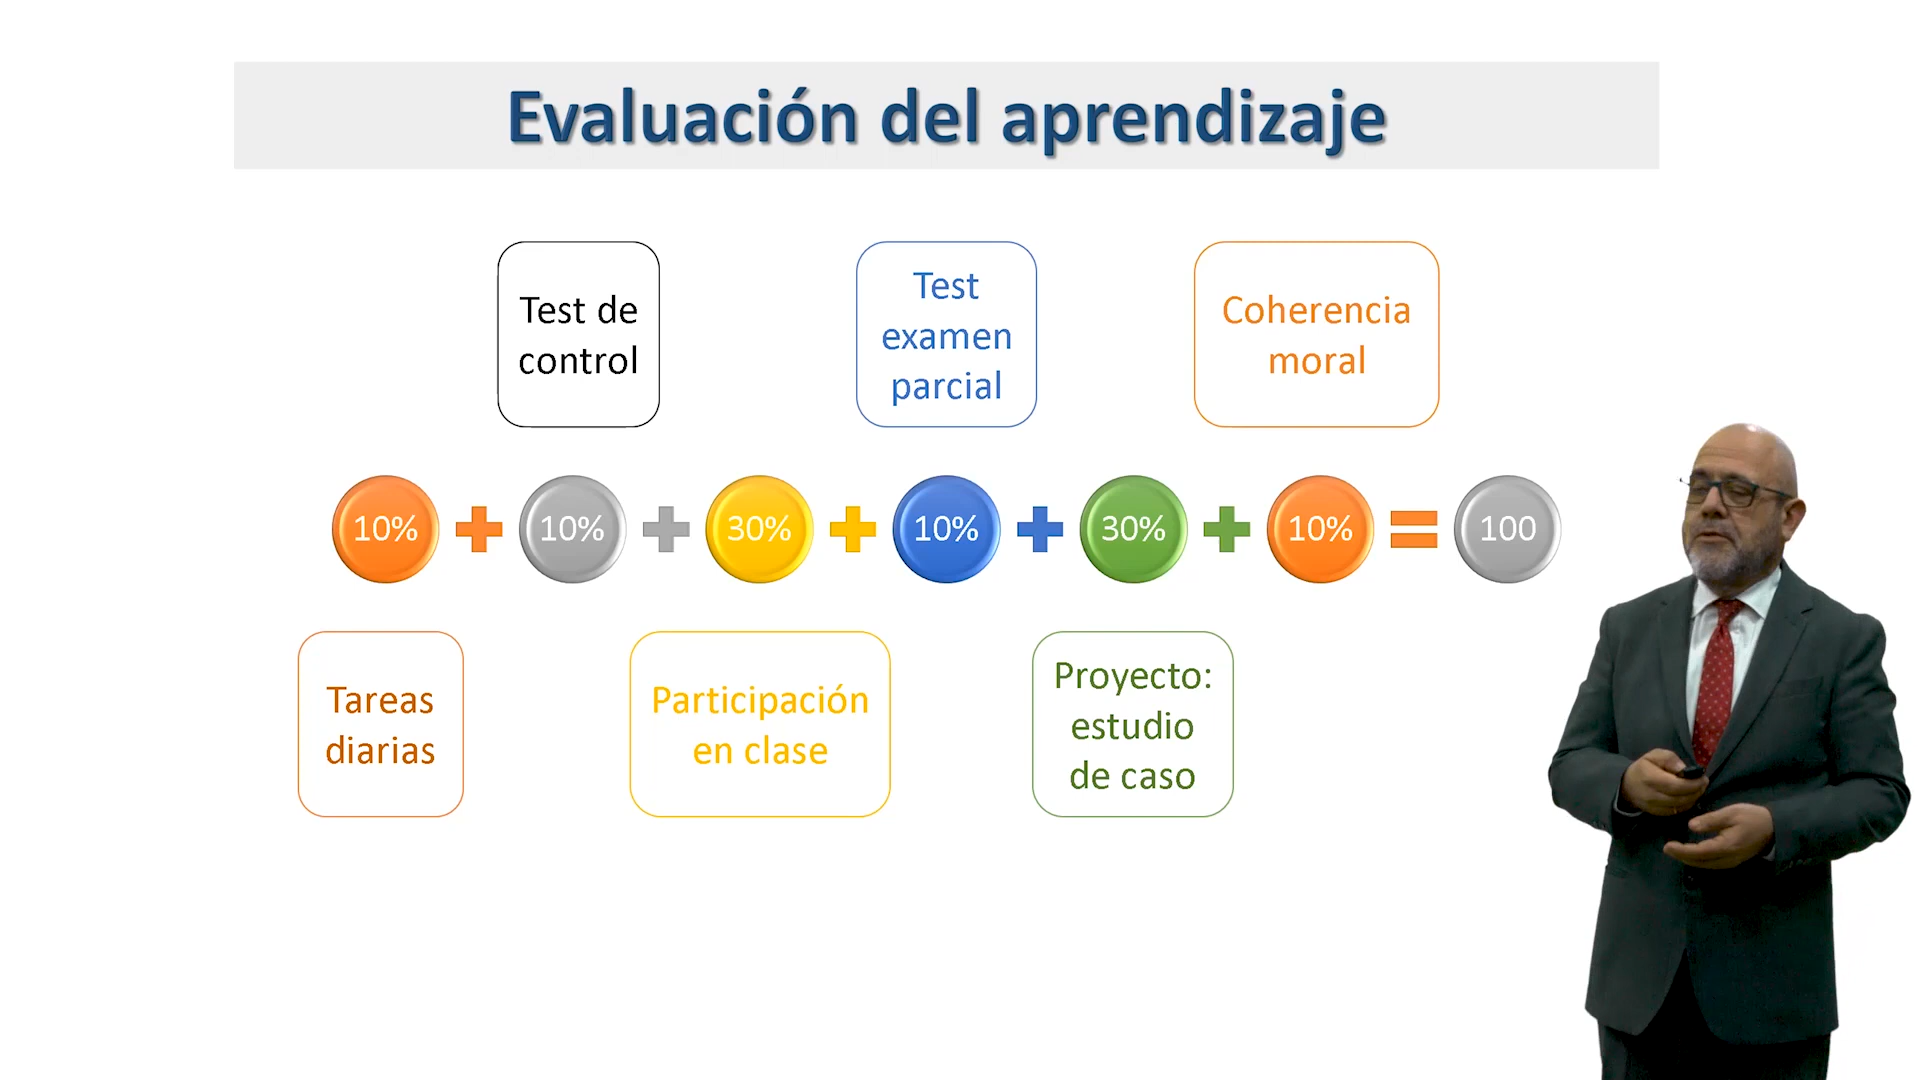 Evaluación del aprendizaje
Test de
control
Test
examen
parcial
Coherencia
moral
10%
10%
30%
10%
30%
10%
100
Tareas
diarias
Participación
en clase
Proyecto:
estudio
de caso